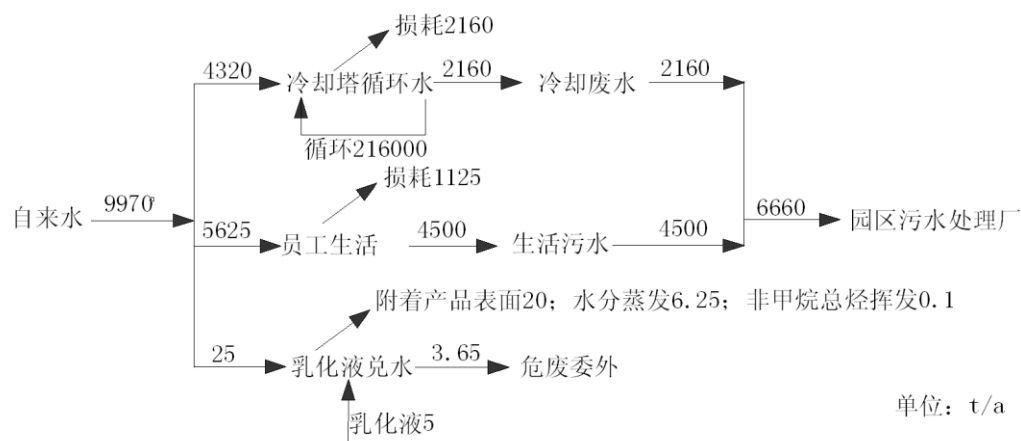 损耗2160
4320
冷却塔循环水
2160
冷却废水
2160
循环216000
损耗1125
自来水
9970
5625
员工生活
4500
生活污水
4500
6660
园区污水处理厂
附着产品表面20；水分蒸发6.25；非甲烷总烃挥发0.1
25
乳化液兑水
3.65
危废委外
乳化液5
单位：t/a